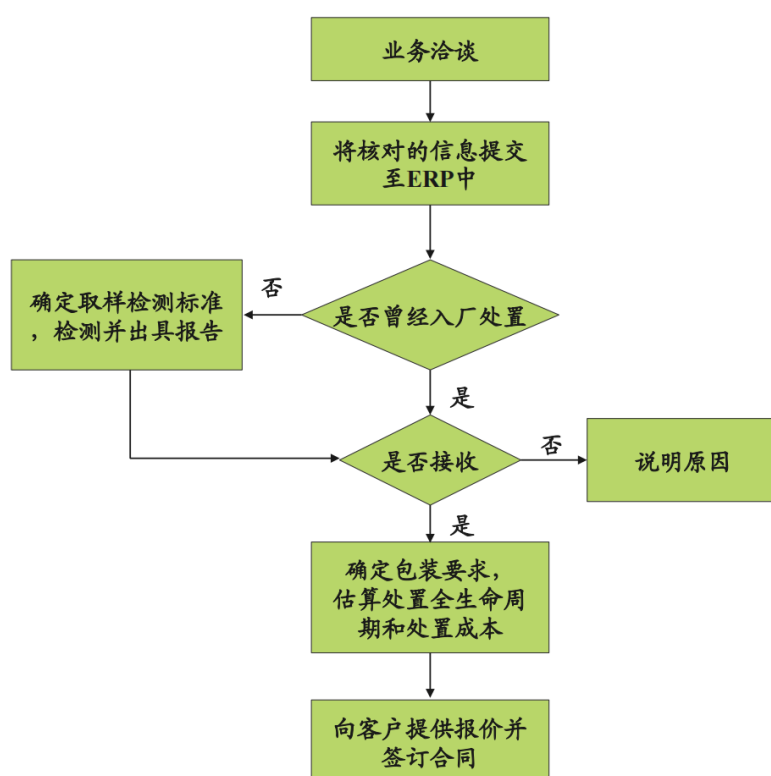 业务洽谈
将核对的信息提交
至ERP中
否
确定取样检测标准
，检测并出具报告
是否曾经入厂处置
是
是否接收
否
说明原因
是
确定包装要求，
估算处置全生命周
期和处置成本
向客户提供报价并
签订合同